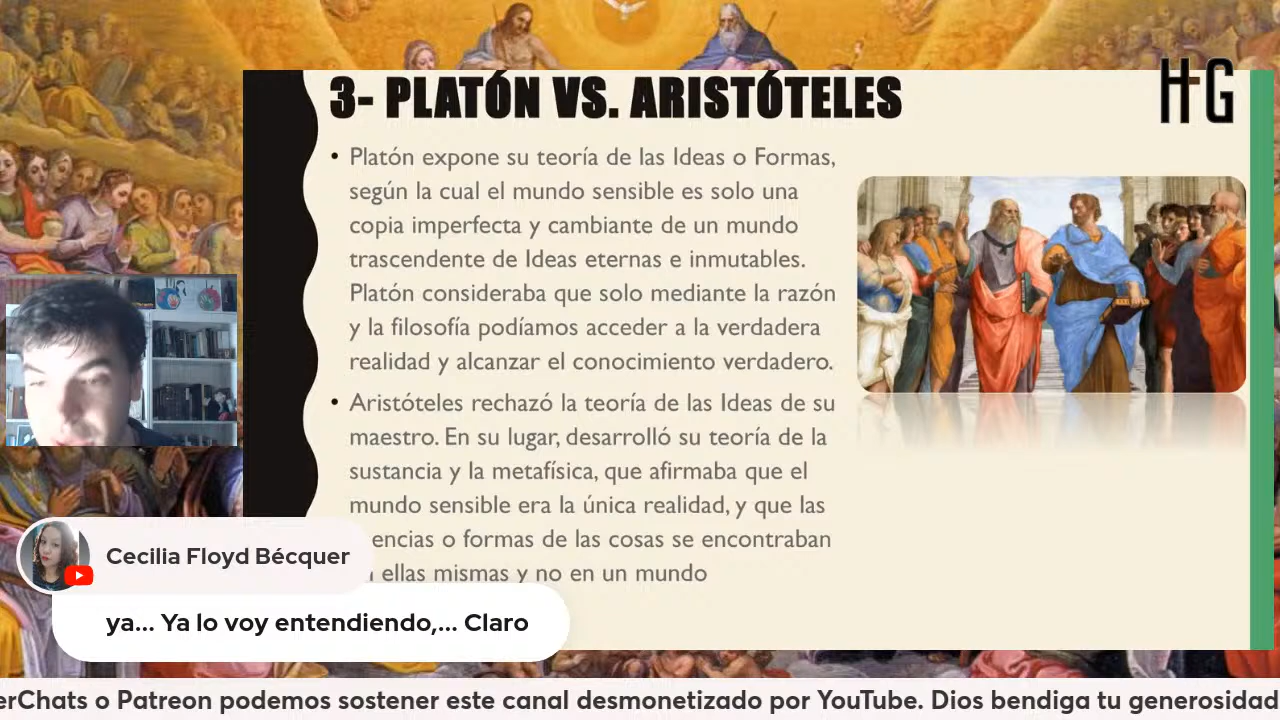 3- PLATÓN VS. ARISTÓTELES
HG
• Platón expone su teoría de las Ideas o Formas,
según la cual el mundo sensible es solo una
copia imperfecta y cambiante de un mundo
trascendente de Ideas eternas e inmutables.
Platón consideraba que solo mediante la razón
y la filosofía podíamos acceder a la verdadera
realidad y alcanzar el conocimiento verdadero.
• Aristóteles rechazó la teoría de las Ideas de su
maestro. En su lugar, desarrolló su teoría de la
sustancia y la metafísica, que afirmaba que el
mundo sensible era la única realidad, y que las
o formas de las cosas se encontraban
ellas mismas y no en un mundo
Cecilia Floyd Bécquer
ya... Ya lo voy entendiendo,... Claro
o Patreon podemos sostener este canal desmonetizado por YouTube. Dios bendiga tu generosidad